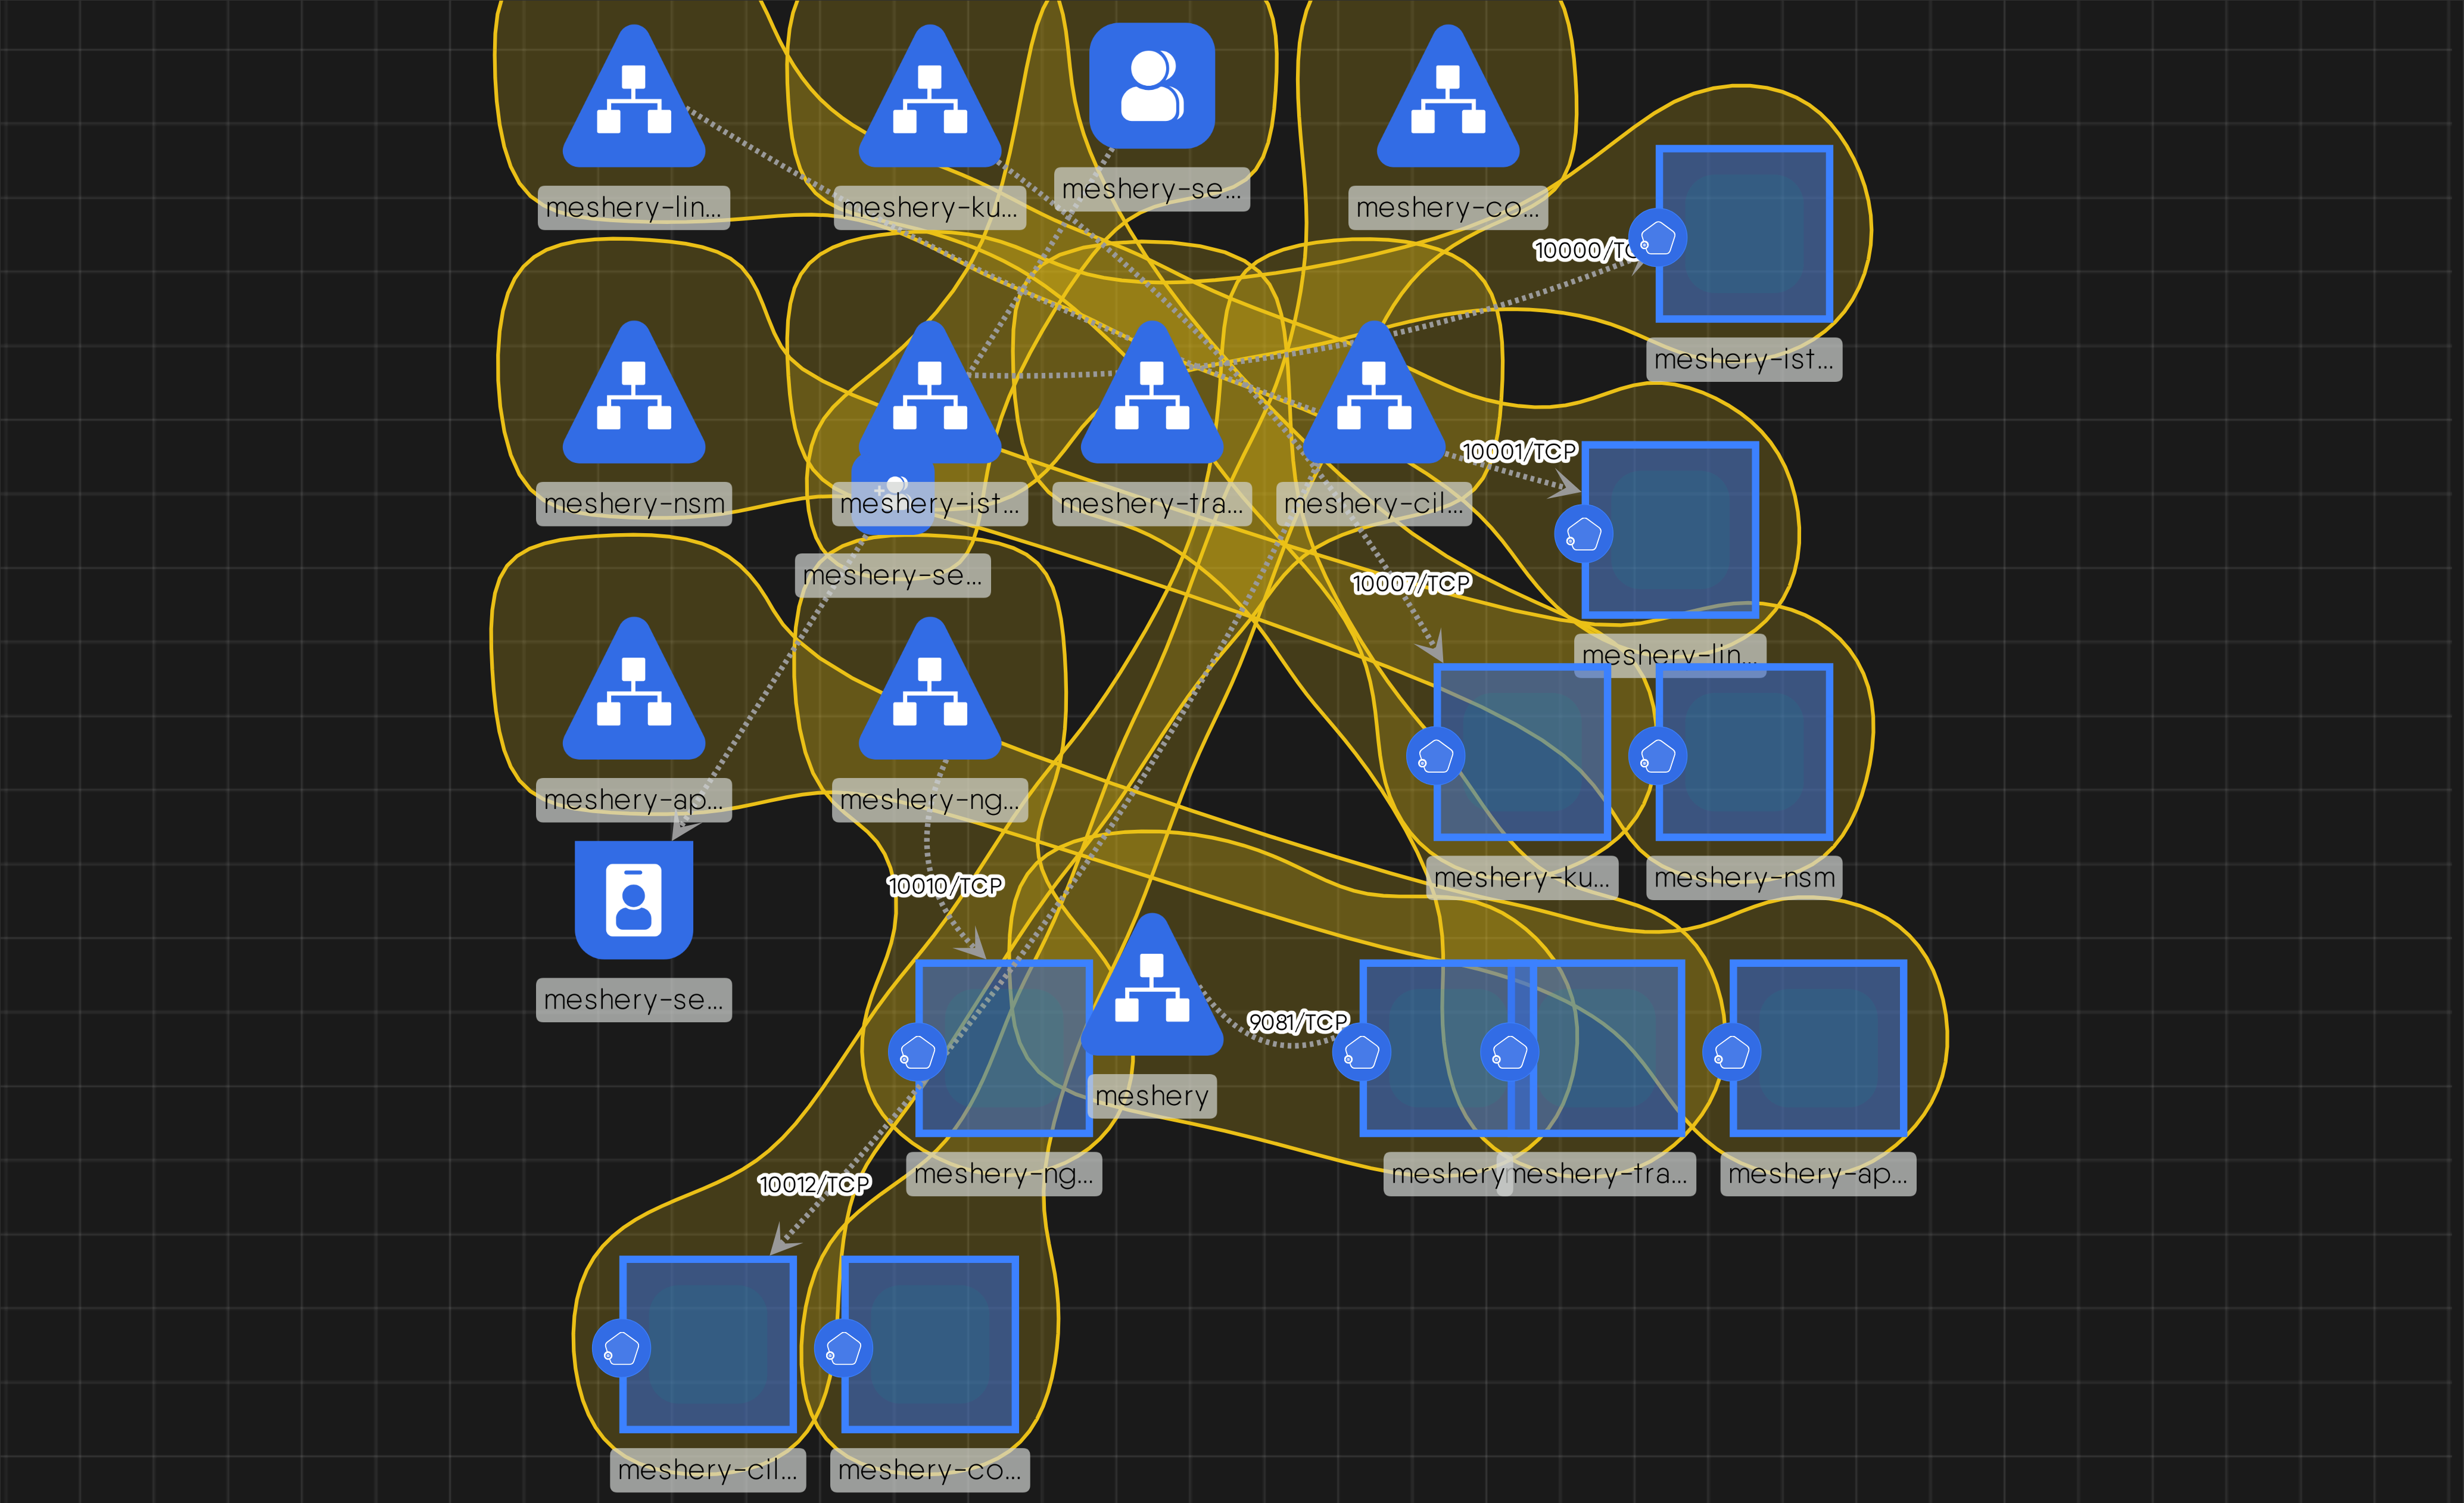 meshery-lin...
meshery-ku...
meshery-se...
meshery-co...
10000/TC
meshery-ist...
meshery-nsm
meshery-ist...
meshery-tra...
meshery-cil...
10001/TCP
meshery-se...
10007/TCP
meshery-lin...
meshery-ap...
meshery-ng...
meshery-ku...
meshery-nsm
10010/TCP
meshery-se...
9081/TCP
meshery
meshery-ng...
meshery
meshery-tra...
meshery-ap...
10012/TCP
meshery-cil...
meshery-co...